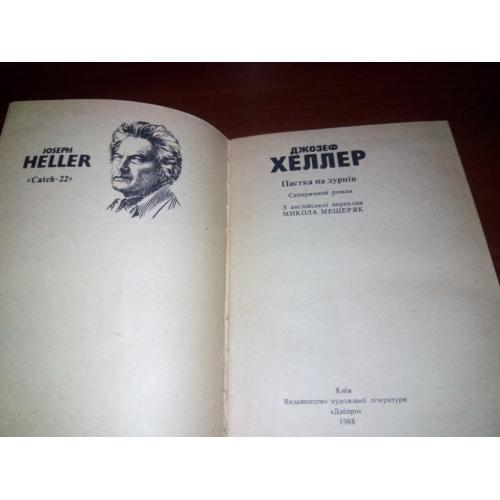 JOSEPH
HELLER
«Catch-22»
ДЖОЗЕФ
ХЕЛЛЕР
Пастка на дурнів
Сатиричний роман
З англійської переклав
МИКОЛА МЕЩЕРЯК
Київ
Видавництво художньої літератури
«Дніпро»
1988